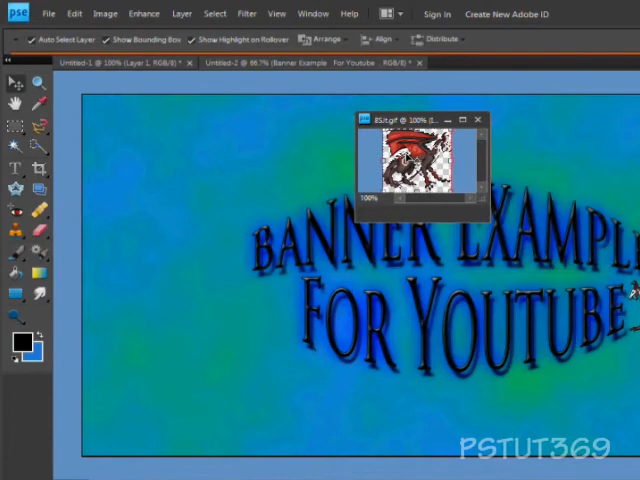 pse File Edit Image Enhance Layer Select Filter View Window Help Sign In Create New Adobe ID
Auto Select Layer Show Bounding Box Show Highlight on Rollover Arrange Align Distribute
Untitled-1 @ 100% (Layer 1, RGB/8) * Untitled-2 @ 66.7% (Banner Example For Youtube , RGB/8) *
100%
BANNER EXAMPLE
FOR YOUTUBE
PSTUT369